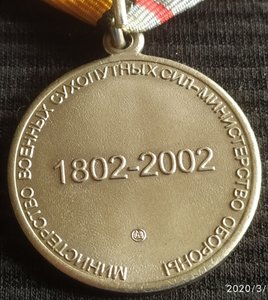 МИНИСТЕРСТВО ВОЕННЫХ СУХОПУТНЫХ СИЛ-МИНИСТЕРСТВО ОБОРОНЫ
1802-2002
2020/3/